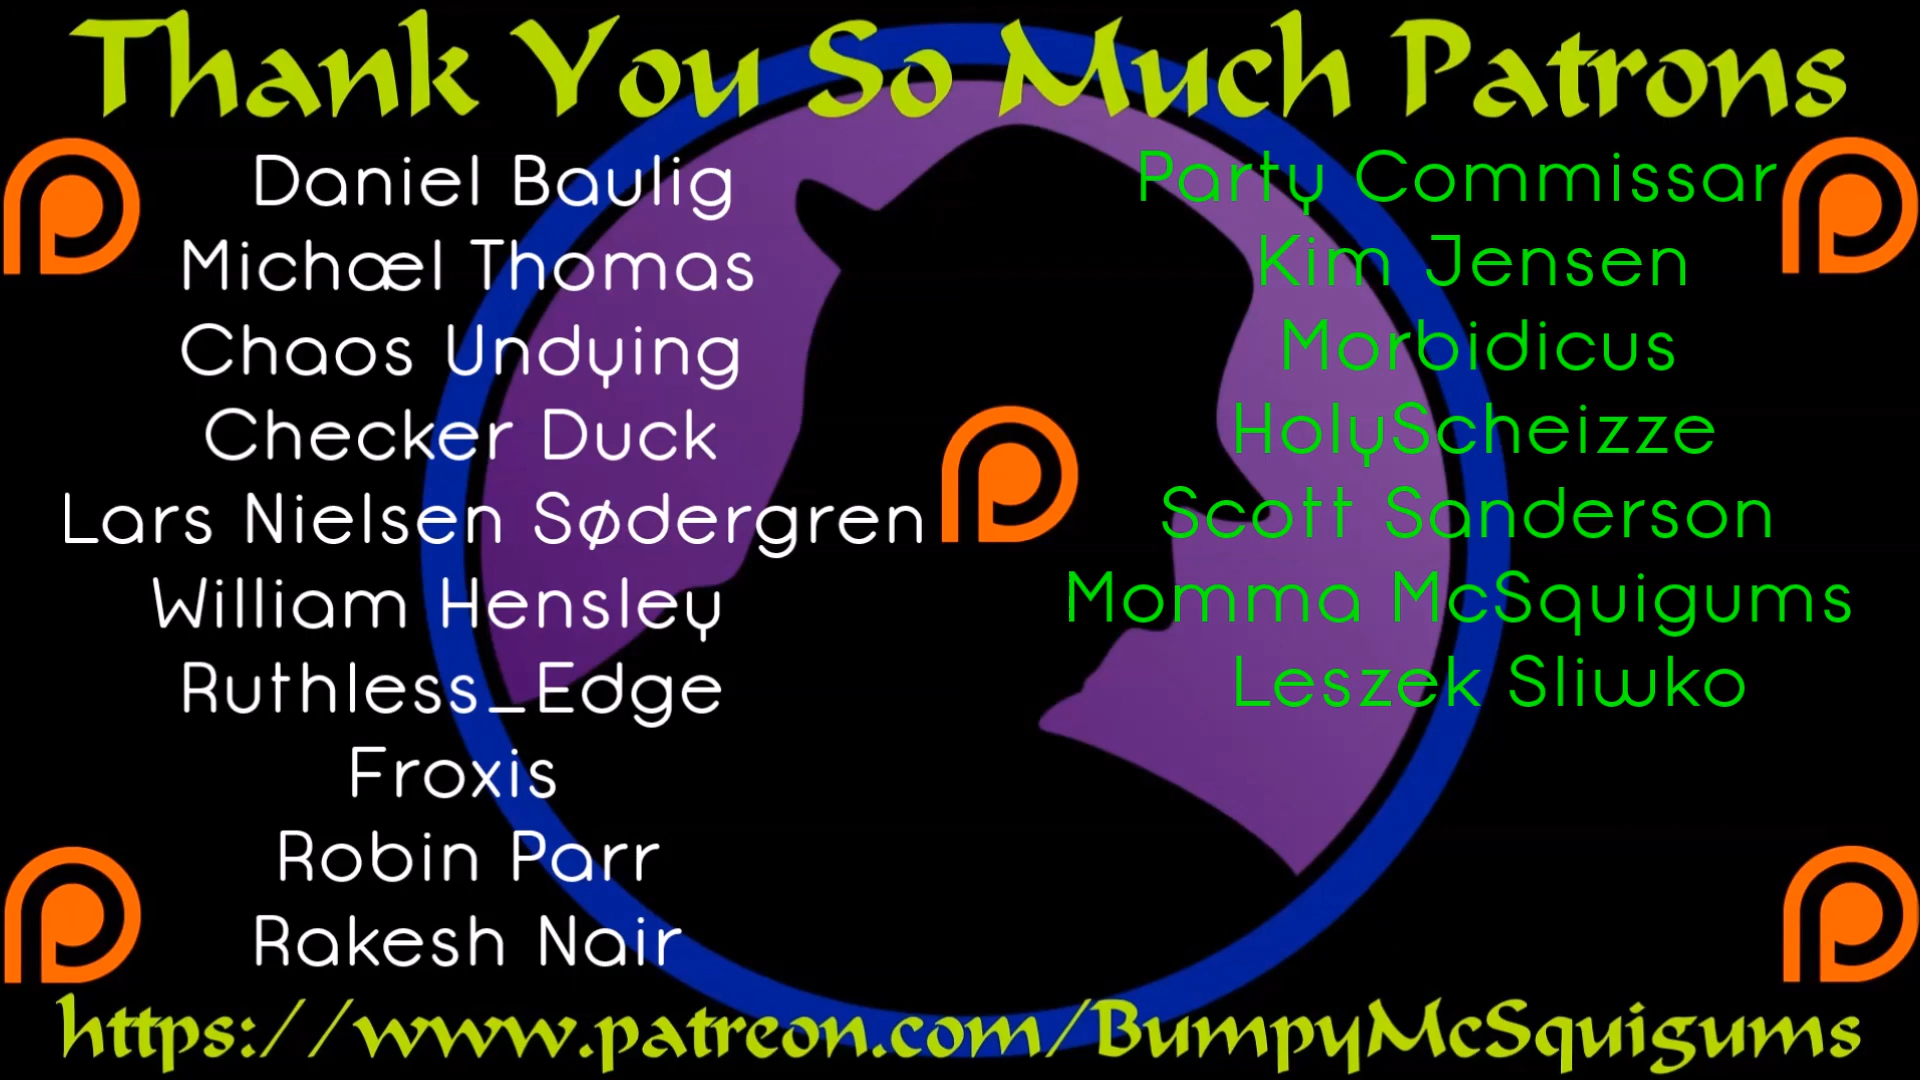 Thank You So Much Patrons
Daniel Baulig
Michæl Thomas
Chaos Undying
Checker Duck
Lars Nielsen Sødergren
William Hensley
Ruthless_Edge
Froxis
Robin Parr
Rakesh Nair
Party Commissar
Kim Jensen
Morbidicus
HolyScheizze
Scott Sanderson
Momma McSquigums
Leszek Sliwko
https://www.patreon.com/BumpyMcSquigums